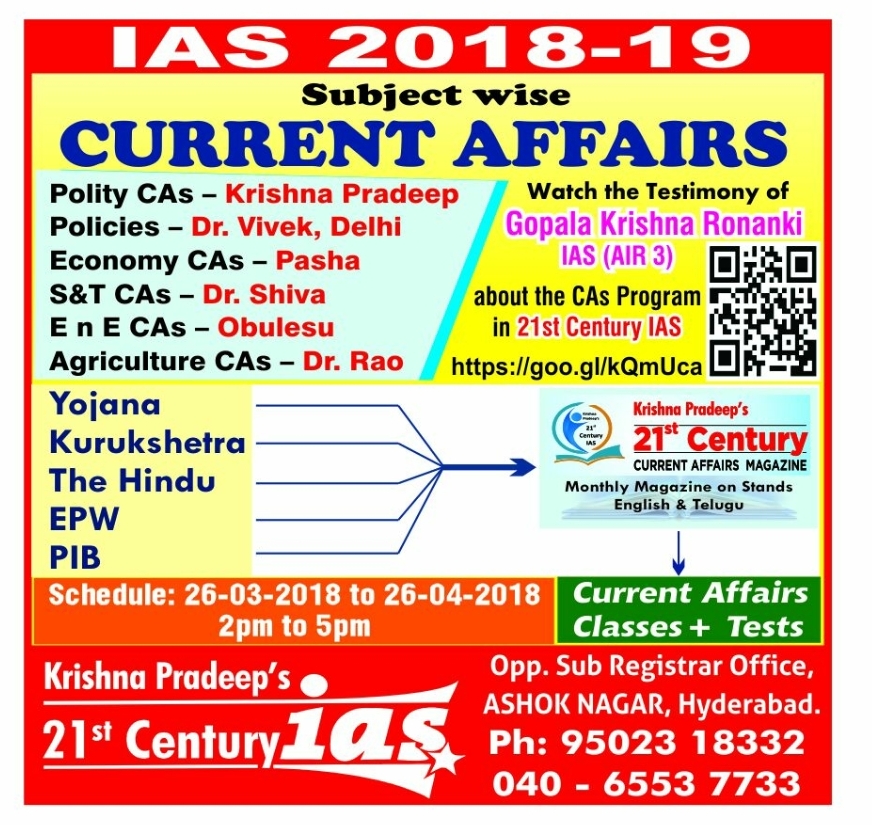 IAS 2018-19
Subject wise
CURRENT AFFAIRS
Polity CAs – Krishna Pradeep
Policies – Dr. Vivek, Delhi
Economy CAs – Pasha
S&T CAs – Dr. Shiva
E n E CAs – Obulesu
Agriculture CAs – Dr. Rao
Watch the Testimony of
Gopala Krishna Ronanki
IAS (AIR 3)
about the CAs Program
in 21st Century IAS
https://goo.gl/kQmUca
Yojana
Kurukshetra
The Hindu
EPW
PIB
Krishna
Pradeep's
21st
Century
IAS
Krishna Pradeep's
21st Century
CURRENT AFFAIRS MAGAZINE
Monthly Magazine on Stands
English & Telugu
Schedule: 26-03-2018 to 26-04-2018
2pm to 5pm
Current Affairs
Classes + Tests
Krishna Pradeep's
21st Century ias
Opp. Sub Registrar Office,
ASHOK NAGAR, Hyderabad.
Ph: 95023 18332
040 - 6553 7733